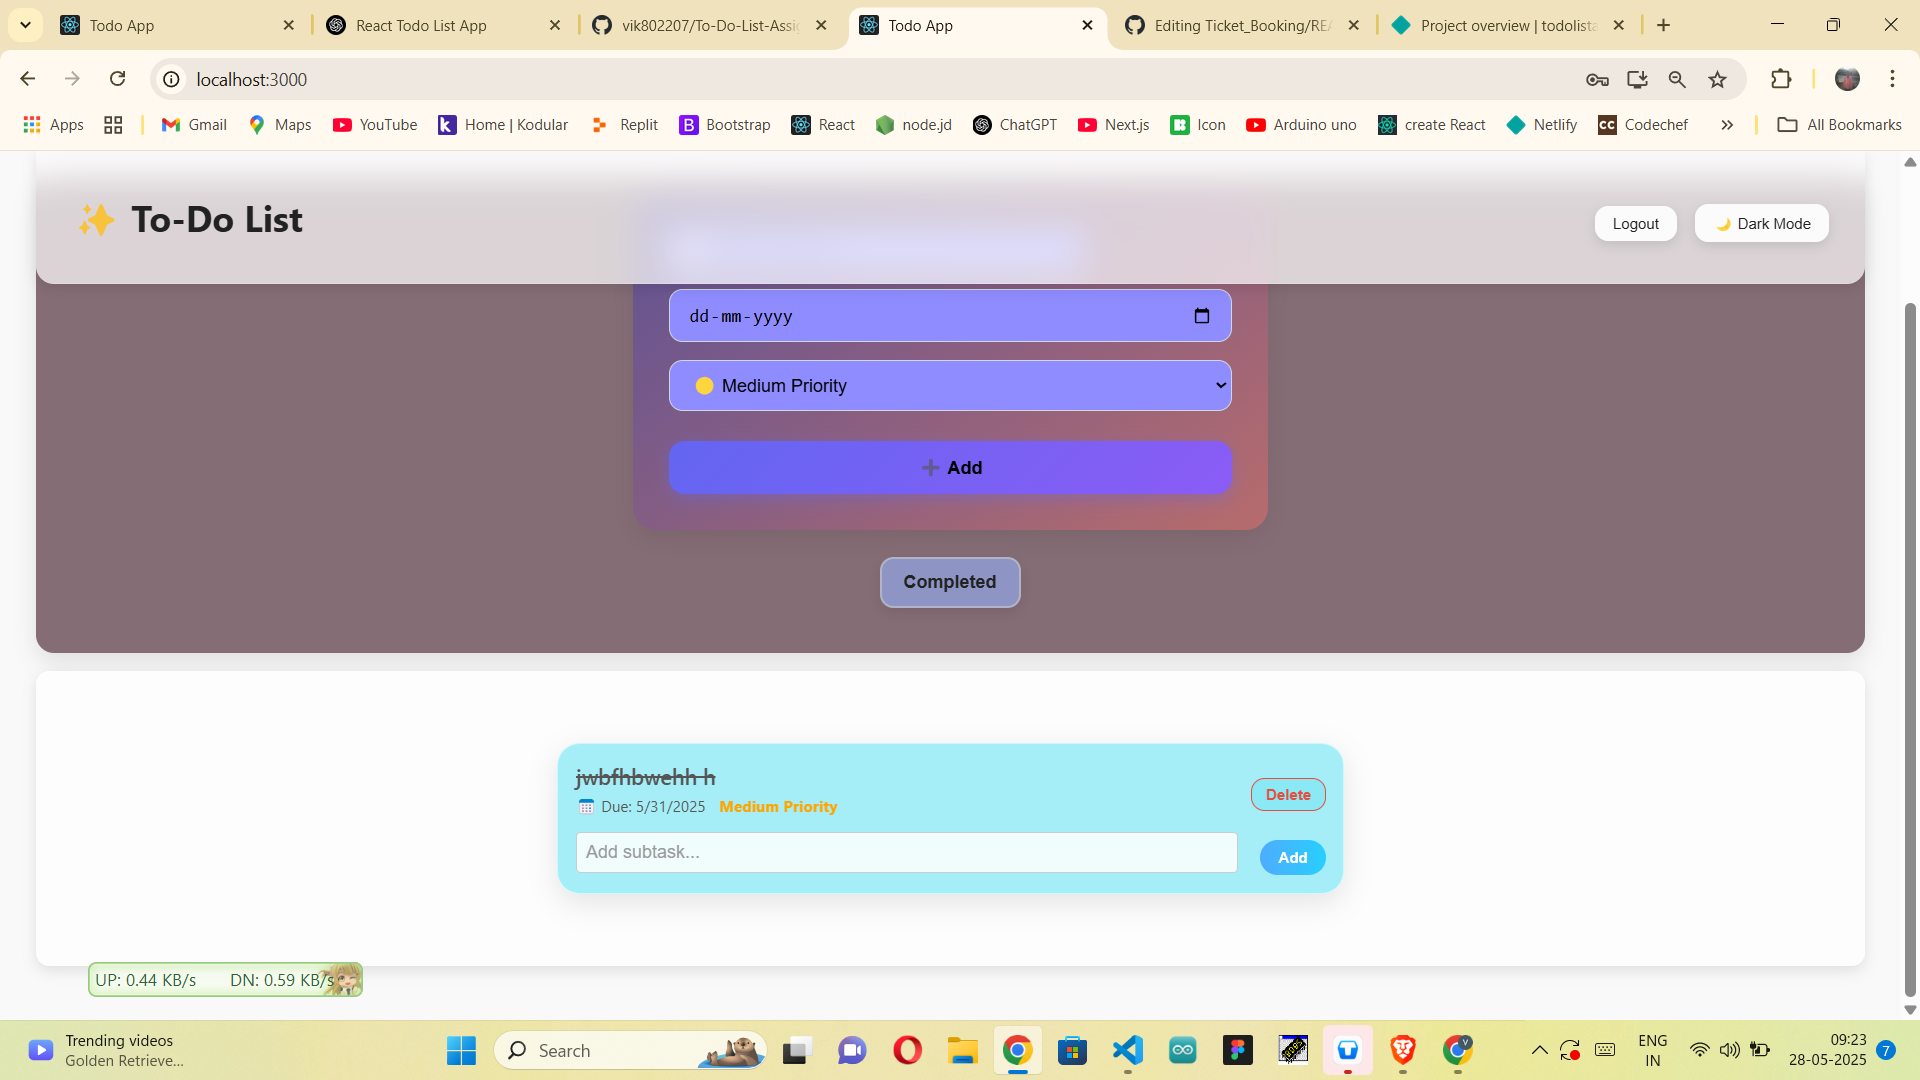 Todo App
React Todo List App
vik802207/To-Do-List-Assi
Todo App
Editing Ticket_Booking/REA
Project overview | todolista
localhost:3000
Apps
Gmail
Maps
YouTube
Home | Kodular
Replit
Bootstrap
React
node.jd
ChatGPT
Next.js
Icon
Arduino uno
create React
Netlify
CC Codechef
All Bookmarks
✨ To-Do List
Logout
🌙 Dark Mode
dd-mm-yyyy
Medium Priority
➕ Add
Completed
jwbfhbwehh h
Due: 5/31/2025 Medium Priority
Delete
Add subtask...
Add
UP: 0.44 KB/s DN: 0.59 KB/s
Trending videos
Golden Retrieve...
Search
ENG
IN
09:23
28-05-2025
7